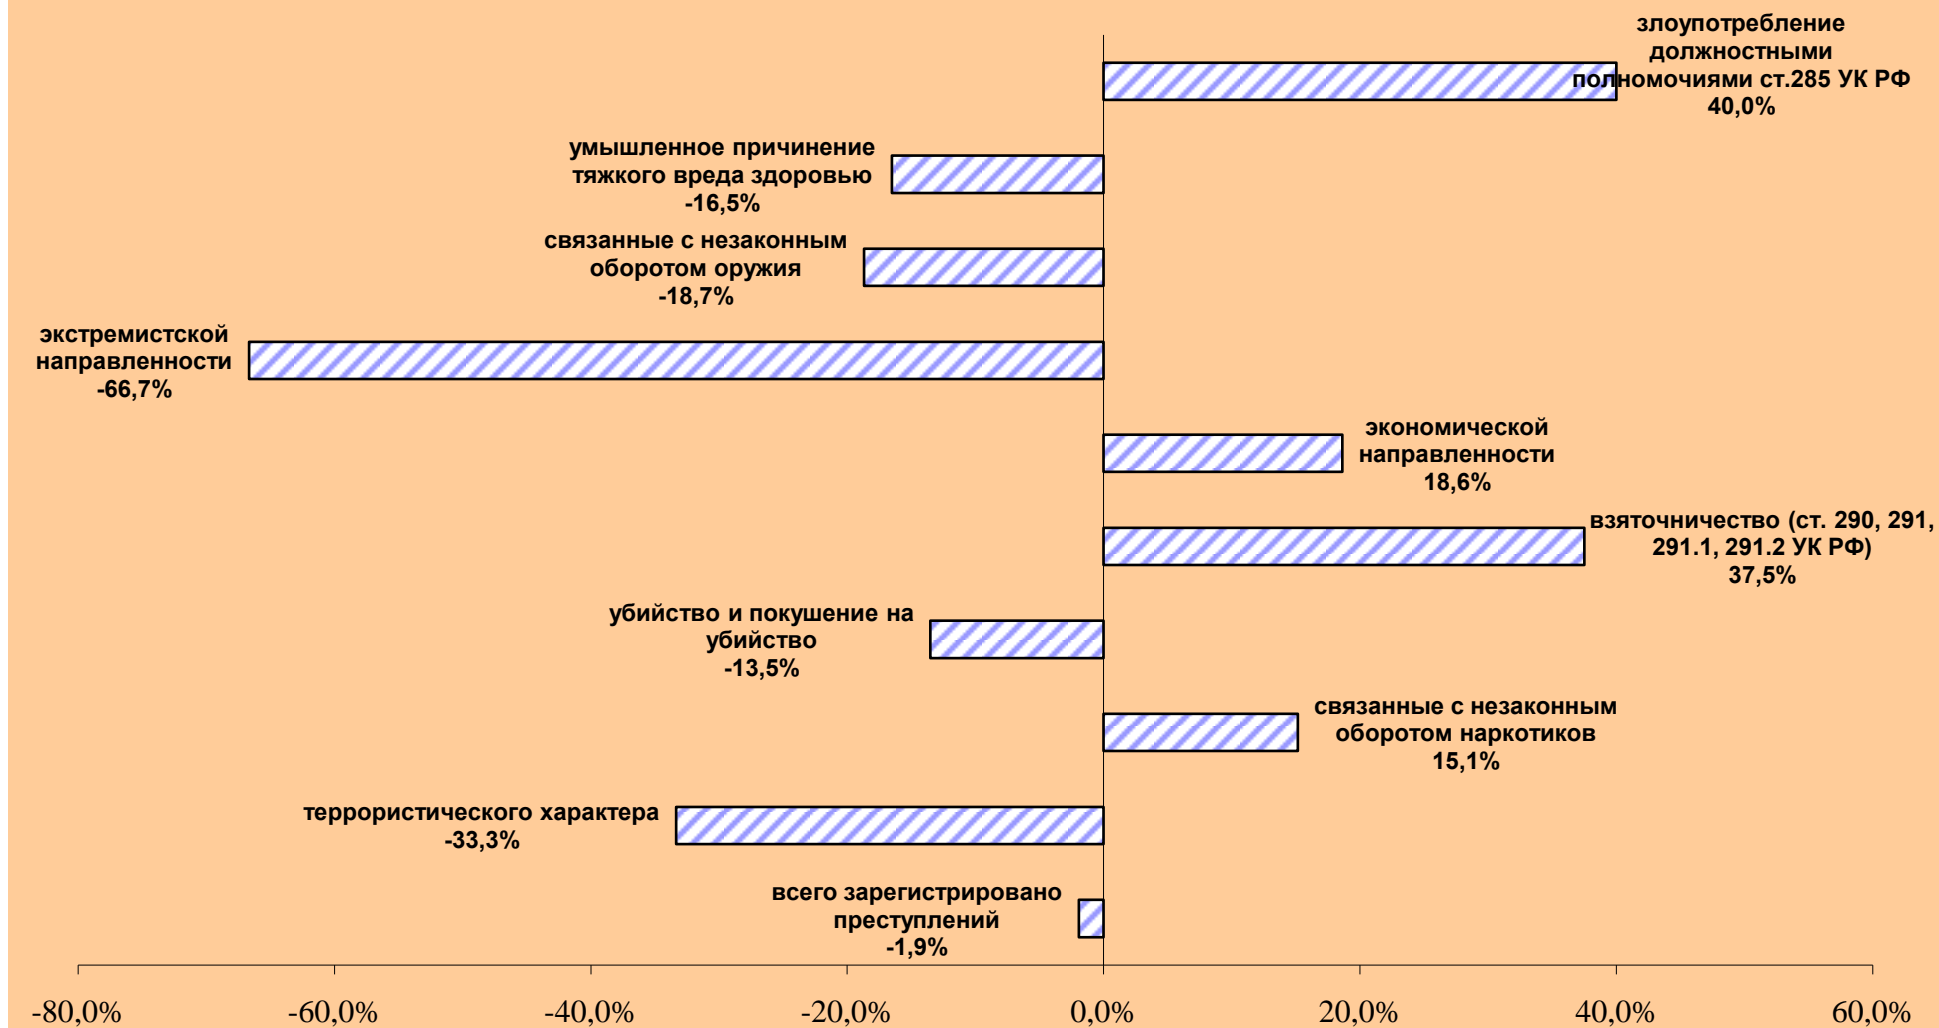 злоупотребление
должностными
полномочиями ст.285 УК РФ
40,0%
умышленное причинение
тяжкого вреда здоровью
-16,5%
связанные с незаконным
оборотом оружия
-18,7%
экстремистской
направленности
-66,7%
экономической
направленности
18,6%
взяточничество (ст. 290, 291,
291.1, 291.2 УК РФ)
37,5%
убийство и покушение на
убийство
-13,5%
связанные с незаконным
оборотом наркотиков
15,1%
террористического характера
-33,3%
всего зарегистрировано
преступлений
-1,9%
-80,0% -60,0% -40,0% -20,0% 0,0% 20,0% 40,0% 60,0%